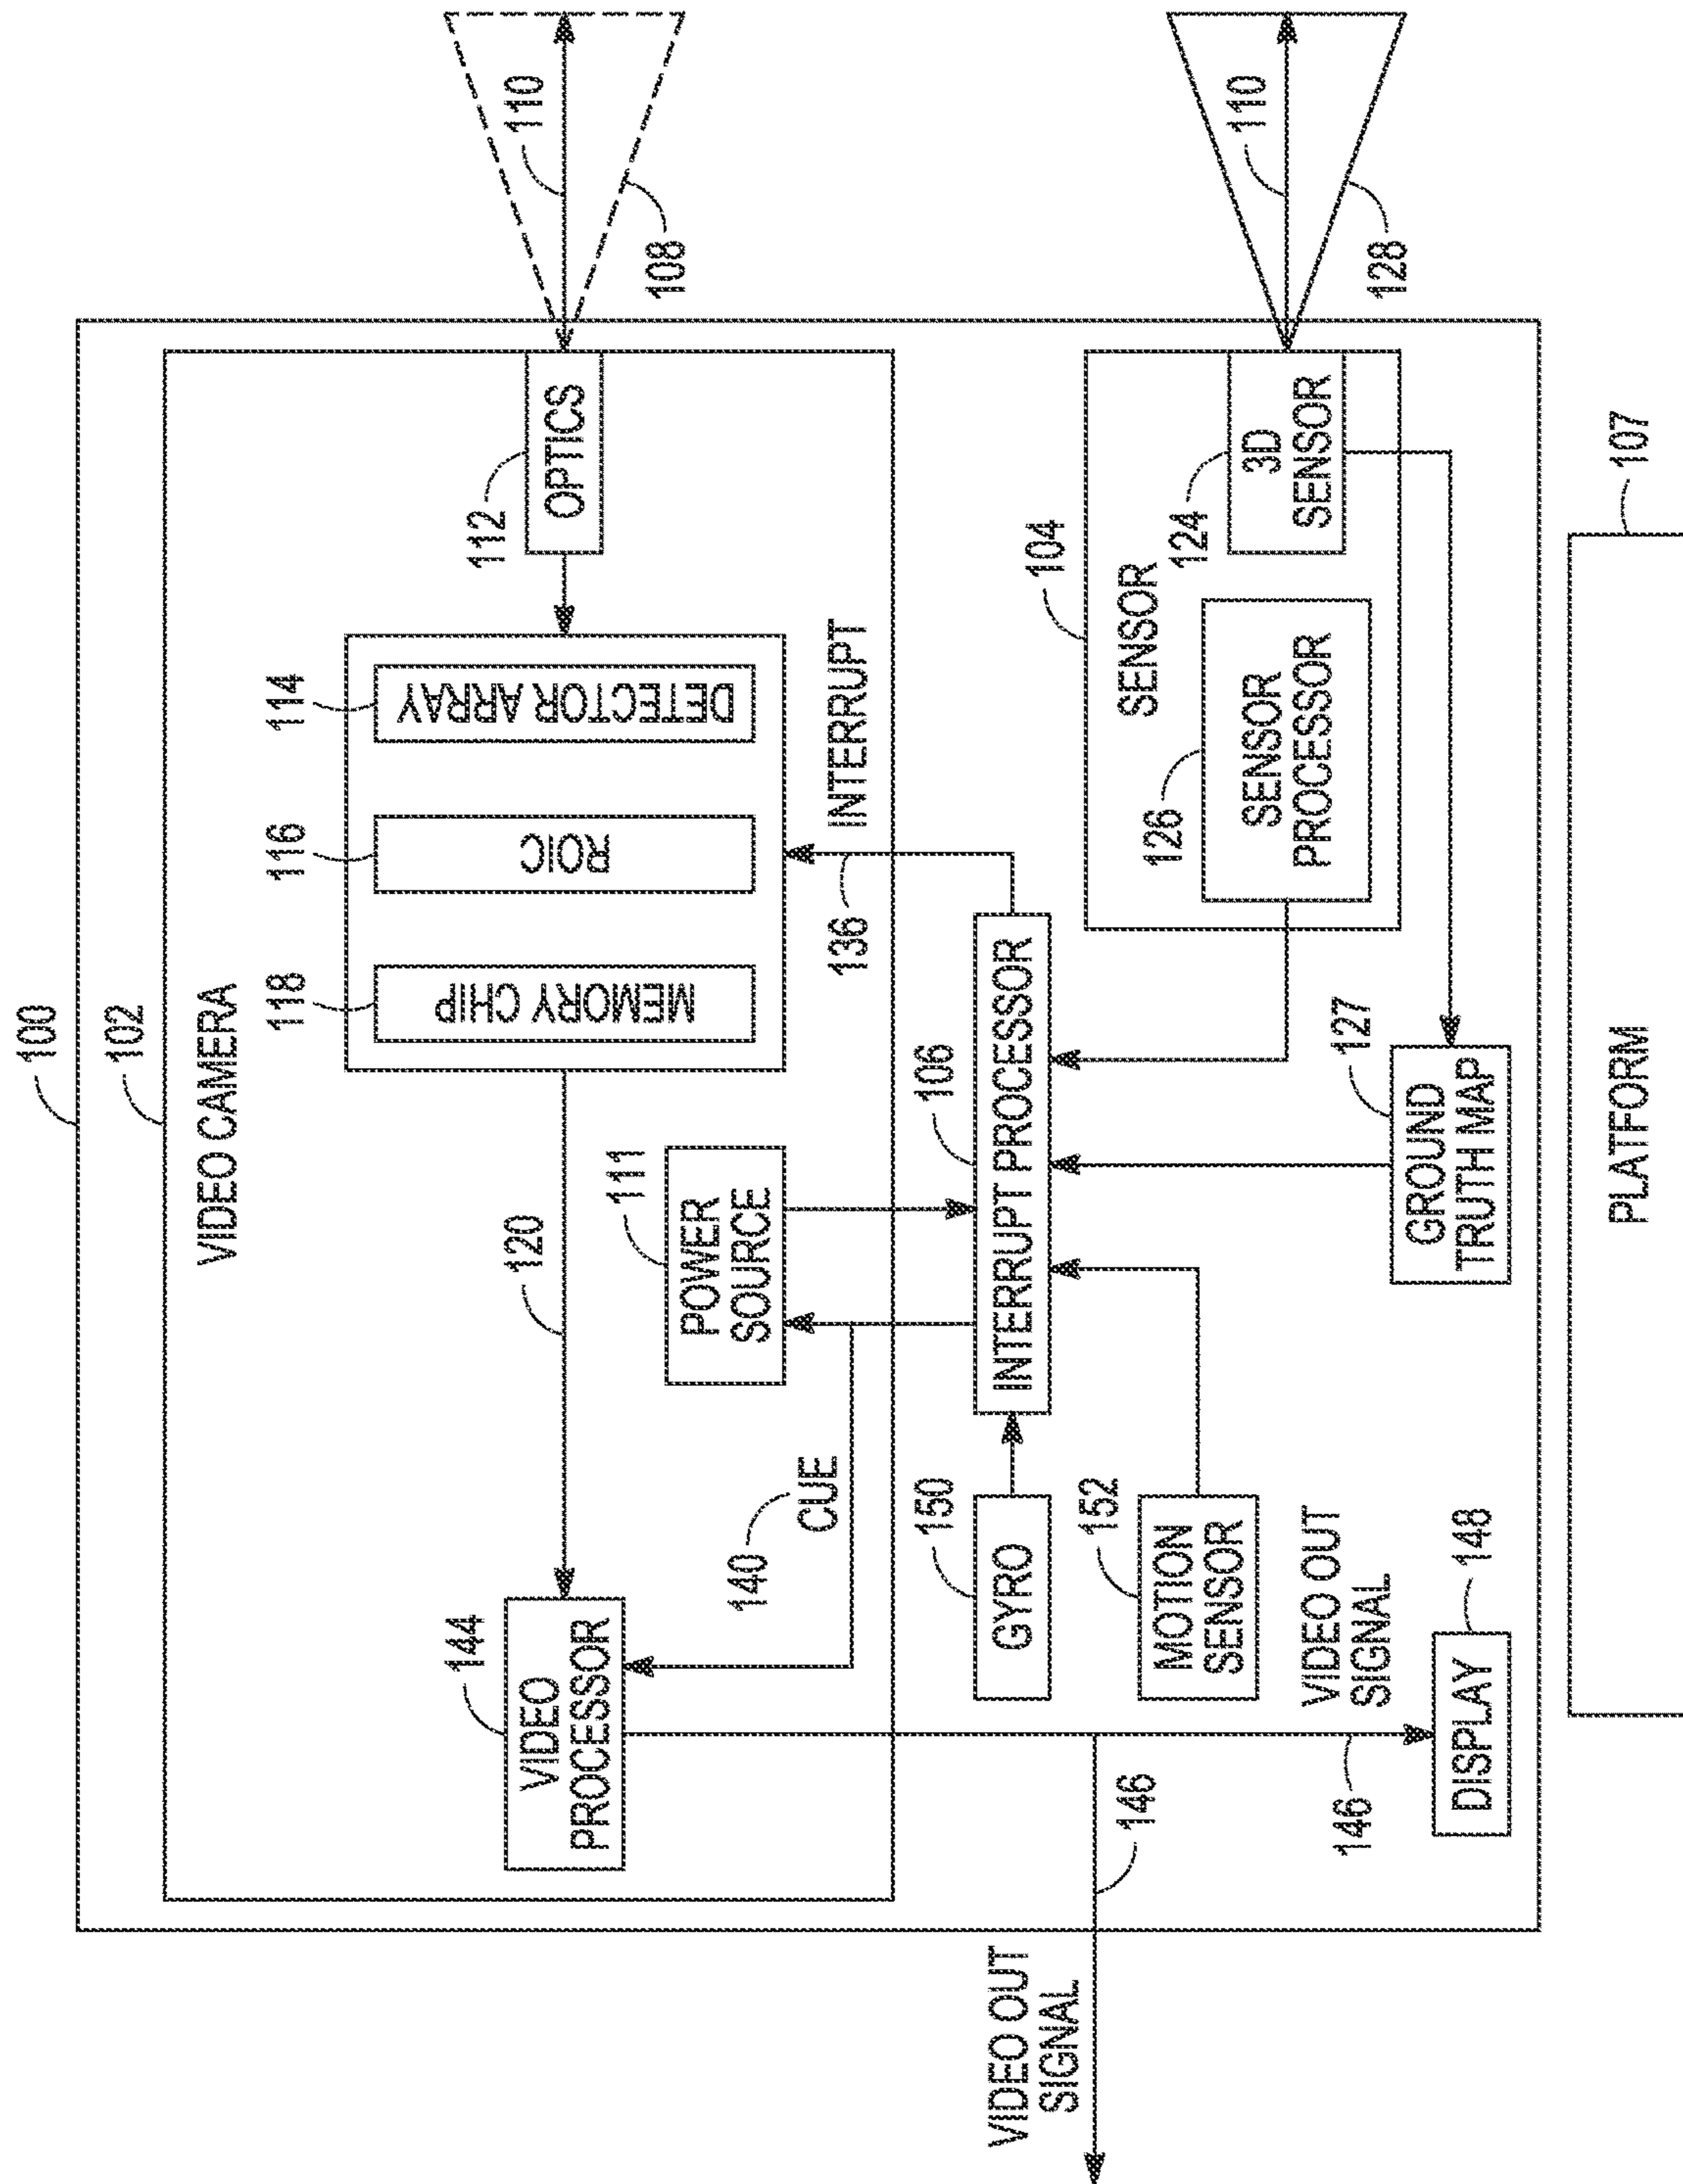 100
102
VIDEO CAMERA
118
116
114
MEMORY CHIP
ROIC
DETECTOR ARRAY
112
OPTICS
110
108
144
VIDEO
PROCESSOR
120
111
POWER
SOURCE
140
CUE
136
INTERRUPT
150
GYRO
106
INTERRUPT PROCESSOR
104
SENSOR
126
SENSOR
PROCESSOR
124
3D
SENSOR
110
128
152
MOTION
SENSOR
127
GROUND
TRUTH MAP
VIDEO OUT
SIGNAL
146
VIDEO OUT
SIGNAL
146
148
DISPLAY
PLATFORM
107